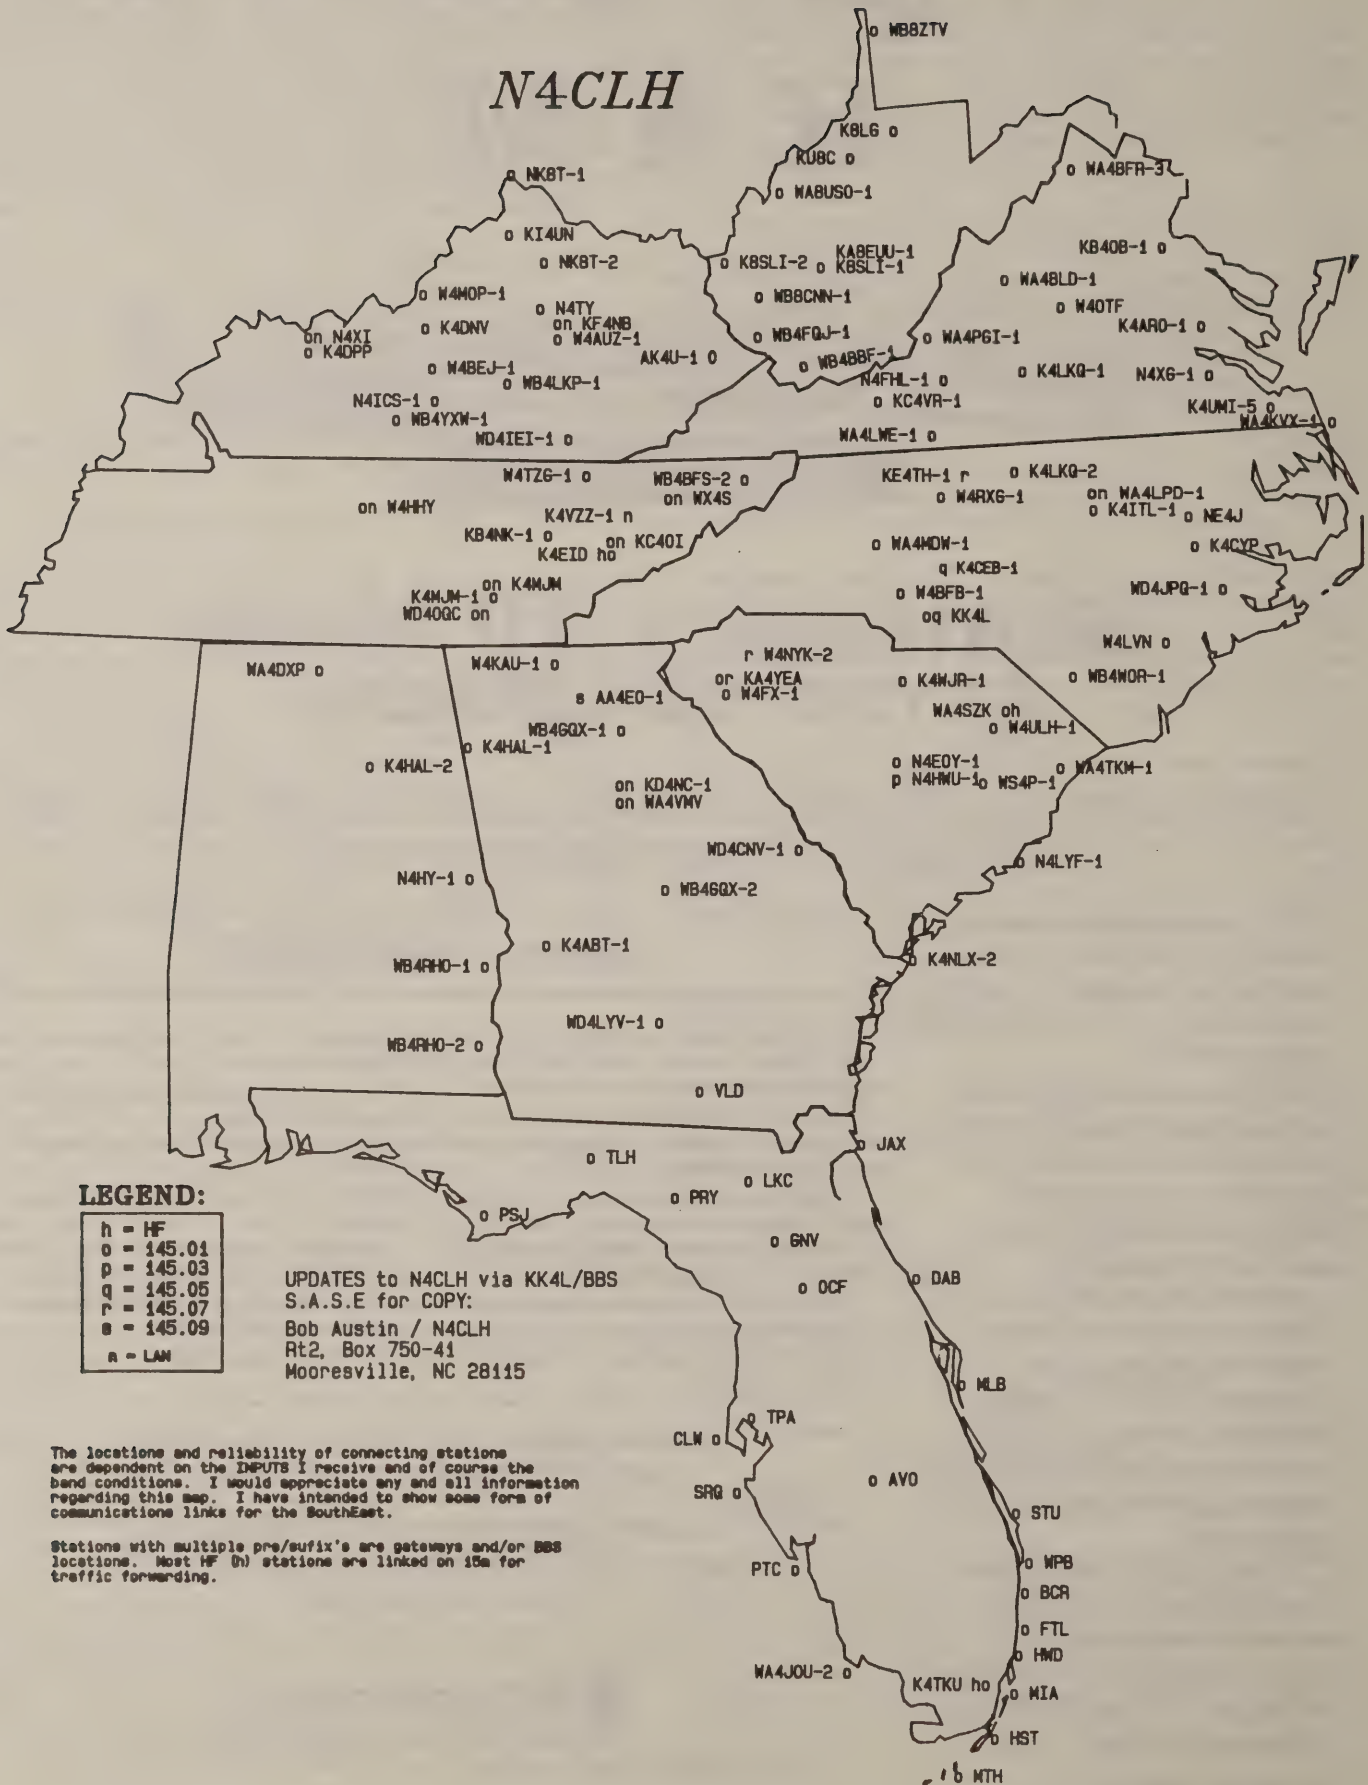 o WB8ZTV
N4CLH
K8LG o
KU8C o
o WA4BFR-3
o NK8T-1
o WA8USO-1
o KI4UN
KB4OB-1 o
KA8EUU-1
o NK8T-2
o K8SLI-2
o K8SLI-1
o WA4BLD-1
o W4MOP-1
o WB8CNN-1
o N4TY
o W4OTF
on KF4NB
o K4DNV
K4ARO-1 o
on N4XI
o W4AUZ-1
o WB4FQJ-1
o WA4PGI-1
o K4DPP
AK4U-1 o
o WB4BBF-1
o W4BEJ-1
o K4LKQ-1
N4XG-1 o
o WB4LKP-1
N4FHL-1 o
N4ICS-1 o
o KC4VR-1
K4UMI-5 o
o WB4YXW-1
WA4KVX-1 o
WD4IEI-1 o
WA4LWE-1 o
W4TZG-1 o
WB4BFS-2 o
KE4TH-1 r
o K4LKQ-2
on WX4S
o W4RXG-1
on WA4LPD-1
on W4HHY
o K4ITL-1
K4VZZ-1 n
o NE4J
KB4NK-1 o
on KC4OI
o WA4MDW-1
o K4CYP
K4EID ho
q K4CEB-1
on K4MJM
K4MJM-1 o
o W4BFB-1
WD4JPQ-1 o
WD4OQC on
oq KK4L
W4LVN o
r W4NYK-2
WA4DXP o
W4KAU-1 o
or KA4YEA
o K4WJR-1
o WB4WOR-1
s AA4EO-1
o W4FX-1
WA4SZK oh
WB4GQX-1 o
o W4ULH-1
o K4HAL-1
o K4HAL-2
o N4EOY-1
o WA4TKM-1
on KD4NC-1
p N4HWU-1
o WS4P-1
on WA4VMV
WD4CNV-1 o
o N4LYF-1
N4HY-1 o
o WB4GQX-2
o K4ABT-1
WB4RHO-1 o
o K4NLX-2
WD4LYV-1 o
WB4RHO-2 o
o VLD
o JAX
o TLH
o LKC
o PRY
o PSJ
o GNV
o DAB
o OCF
LEGEND:
h = HF
o = 145.01
p = 145.03
q = 145.05
r = 145.07
s = 145.09
n = LAN
UPDATES to N4CLH via KK4L/BBS
S.A.S.E for COPY:
Bob Austin / N4CLH
Rt2, Box 750-41
Mooresville, NC 28115
o MLB
o TPA
CLW o
o AVO
SRQ o
o STU
The locations and reliability of connecting stations
are dependent on the INPUTS I receive and of course the
band conditions. I would appreciate any and all information
regarding this map. I have intended to show some form of
communications links for the SouthEast.
Stations with multiple pre/sufix's are gateways and/or BBS
locations. Most HF (h) stations are linked on 15m for
traffic forwarding.
o WPB
PTC o
o BCR
o FTL
o HWD
WA4JOU-2 o
K4TKU ho
o MIA
o HST
o MTH